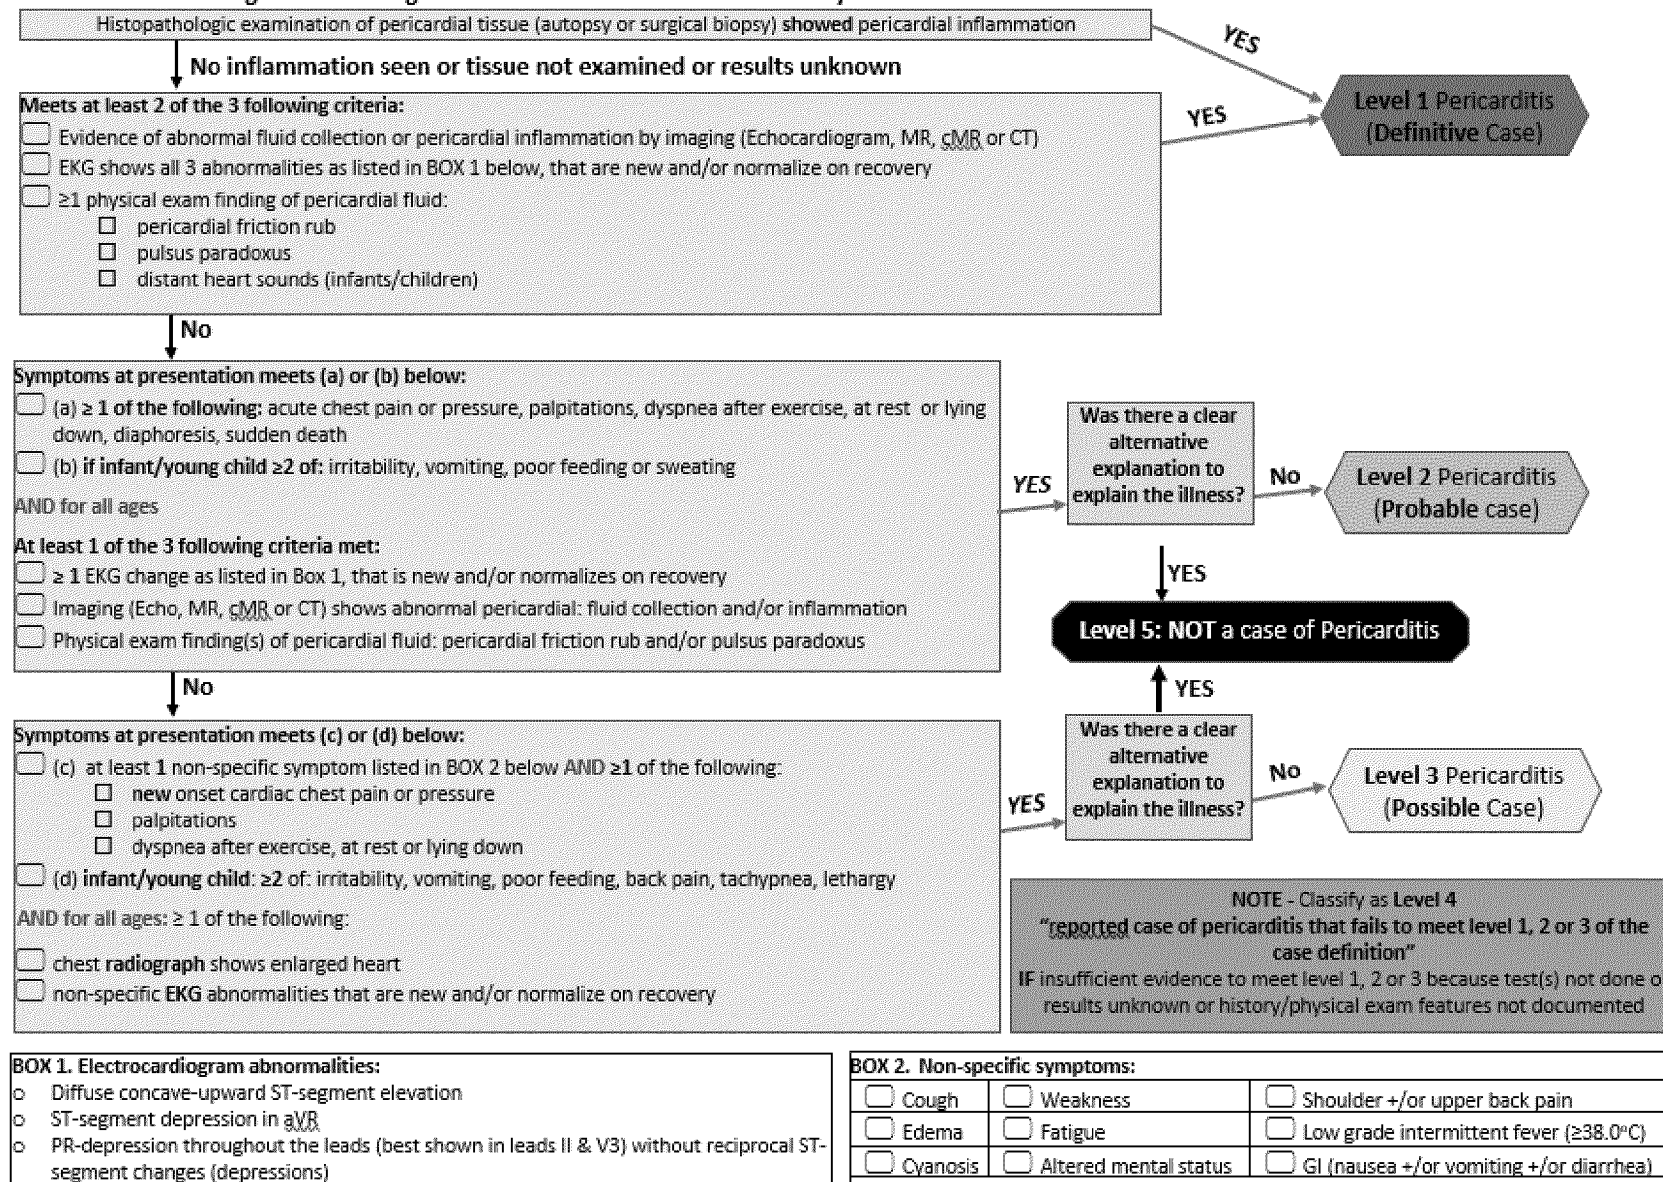 Histopathologic examination of pericardial tissue (autopsy or surgical biopsy) showed pericardial inflammation
YES
No inflammation seen or tissue not examined or results unknown
Meets at least 2 of the 3 following criteria:
Evidence of abnormal fluid collection or pericardial inflammation by imaging (Echocardiogram, MR, cMR or CT)
EKG shows all 3 abnormalities as listed in BOX 1 below, that are new and/or normalize on recovery
≥1 physical exam finding of pericardial fluid:
pericardial friction rub
pulsus paradoxus
distant heart sounds (infants/children)
YES
Level 1 Pericarditis
(Definitive Case)
No
Symptoms at presentation meets (a) or (b) below:
(a) ≥ 1 of the following: acute chest pain or pressure, palpitations, dyspnea after exercise, at rest or lying
down, diaphoresis, sudden death
(b) if infant/young child ≥2 of: irritability, vomiting, poor feeding or sweating
AND for all ages
At least 1 of the 3 following criteria met:
≥ 1 EKG change as listed in Box 1, that is new and/or normalizes on recovery
Imaging (Echo, MR, cMR or CT) shows abnormal pericardial: fluid collection and/or inflammation
Physical exam finding(s) of pericardial fluid: pericardial friction rub and/or pulsus paradoxus
YES
Was there a clear
alternative
explanation to
explain the illness?
No
Level 2 Pericarditis
(Probable case)
YES
Level 5: NOT a case of Pericarditis
YES
No
Symptoms at presentation meets (c) or (d) below:
(c) at least 1 non-specific symptom listed in BOX 2 below AND ≥1 of the following:
new onset cardiac chest pain or pressure
palpitations
dyspnea after exercise, at rest or lying down
(d) infant/young child: ≥2 of: irritability, vomiting, poor feeding, back pain, tachypnea, lethargy
AND for all ages: ≥ 1 of the following:
chest radiograph shows enlarged heart
non-specific EKG abnormalities that are new and/or normalize on recovery
YES
Was there a clear
alternative
explanation to
explain the illness?
No
Level 3 Pericarditis
(Possible Case)
NOTE - Classify as Level 4
"reported case of pericarditis that fails to meet level 1, 2 or 3 of the
case definition"
IF insufficient evidence to meet level 1, 2 or 3 because test(s) not done o
results unknown or history/physical exam features not documented
BOX 1. Electrocardiogram abnormalities:
o Diffuse concave-upward ST-segment elevation
o ST-segment depression in aVR
o PR-depression throughout the leads (best shown in leads II & V3) without reciprocal ST-
segment changes (depressions)
BOX 2. Non-specific symptoms:
Cough Weakness Shoulder +/or upper back pain
Edema Fatigue Low grade intermittent fever (≥38.0°C)
Cyanosis Altered mental status GI (nausea +/or vomiting +/or diarrhea)